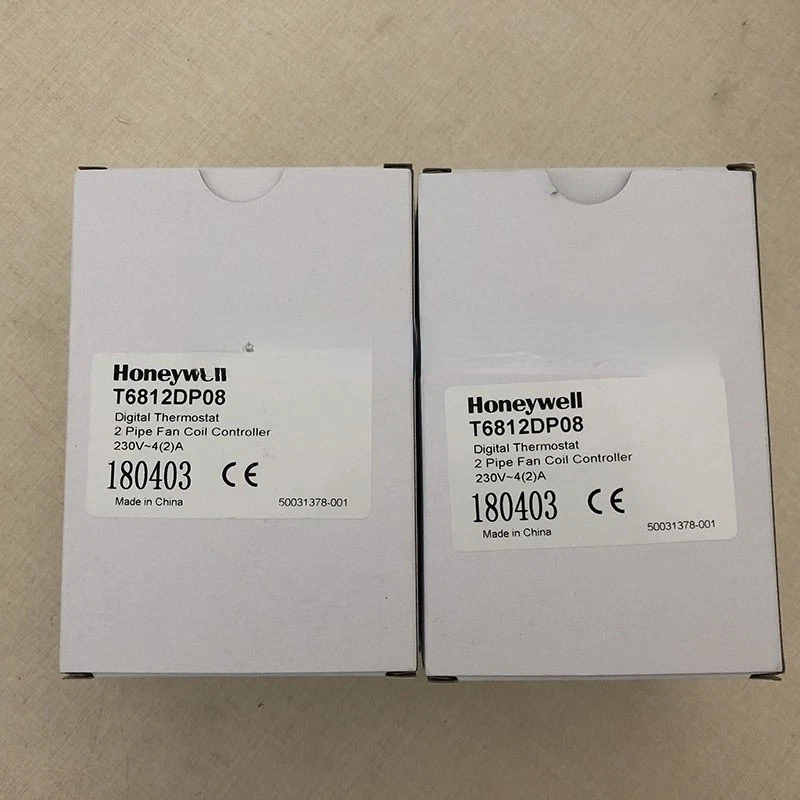 Honeywell
T6812DP08
Digital Thermostat
2 Pipe Fan Coil Controller
230V~4(2)A
180403 CE
Made in China 50031378-001
Honeywell
T6812DP08
Digital Thermostat
2 Pipe Fan Coil Controller
230V~4(2)A
180403 CE
Made in China 50031378-001